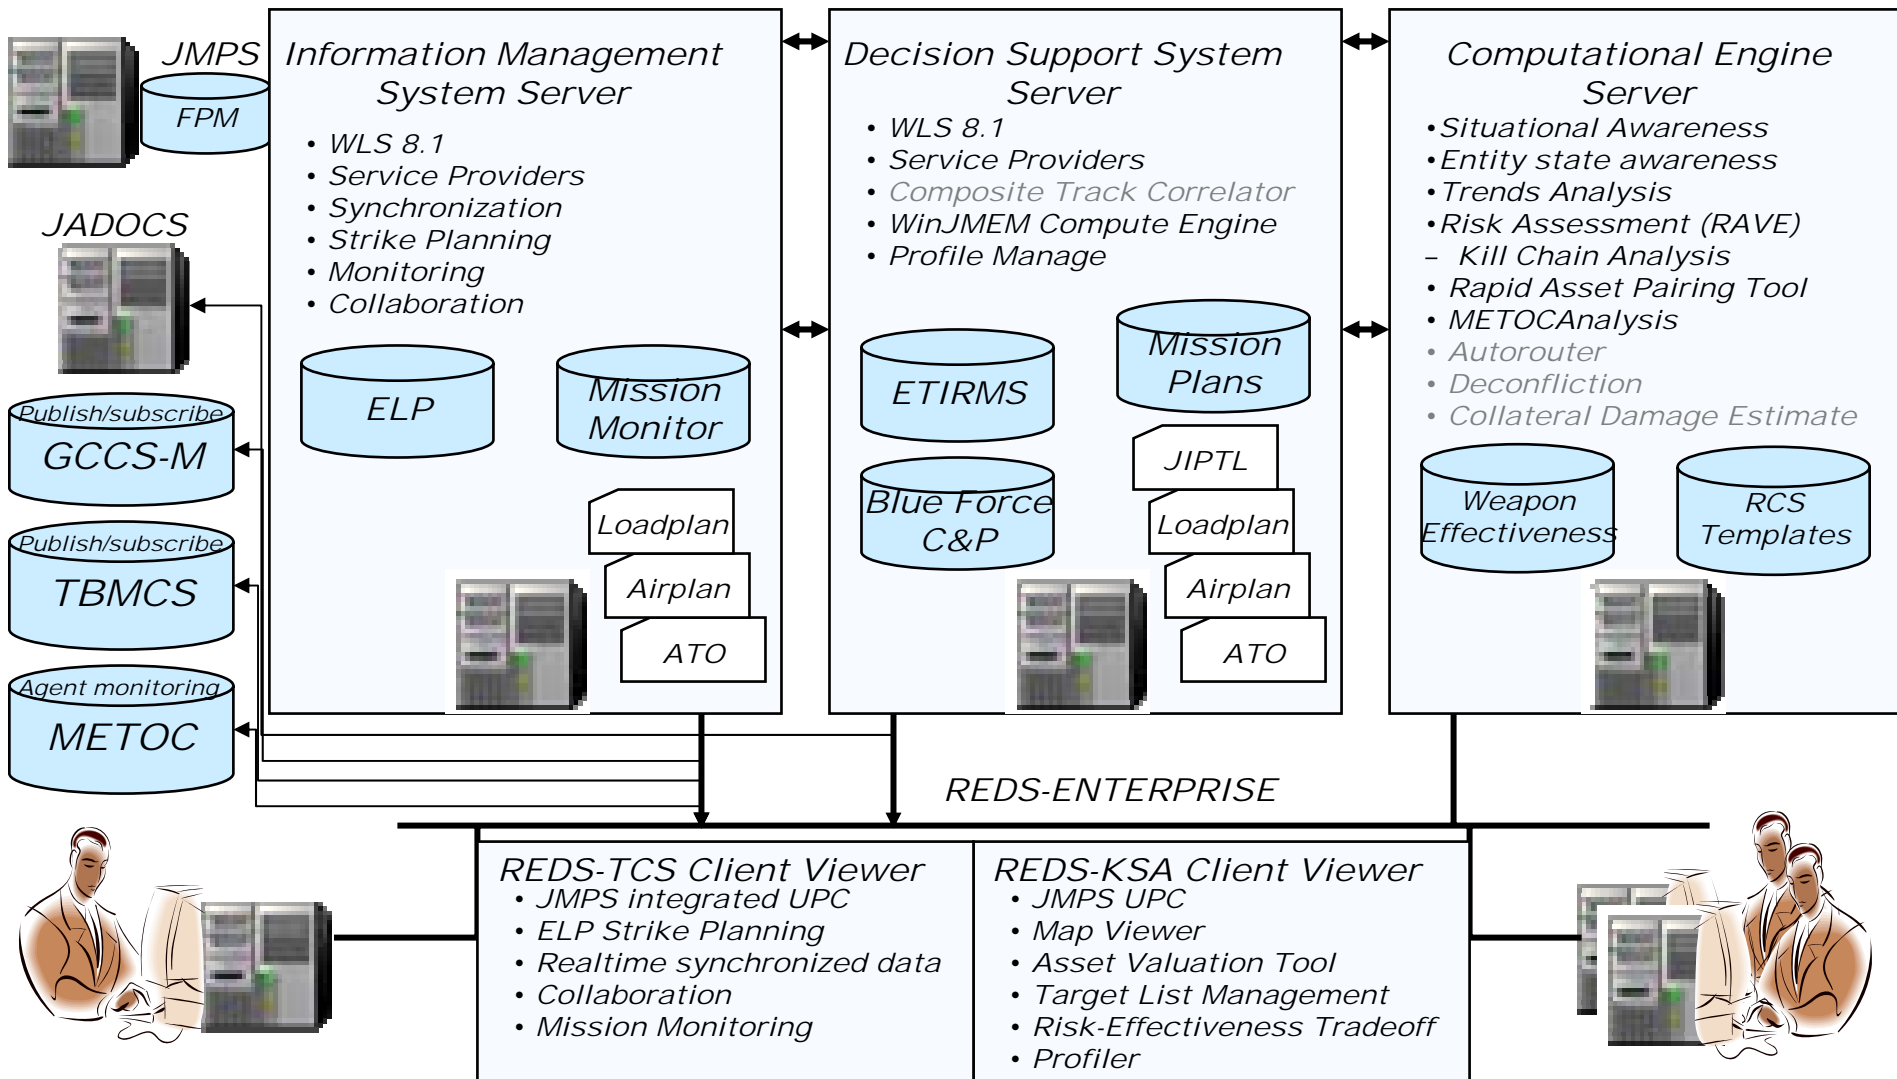 JMPS
FPM
JADOCS
Publish/subscribe
GCCS-M
Publish/subscribe
TBMCS
Agent monitoring
METOC
Information Management
System Server
• WLS 8.1
• Service Providers
• Synchronization
• Strike Planning
• Monitoring
• Collaboration
ELP
Mission
Monitor
Loadplan
Airplan
ATO
Decision Support System
Server
• WLS 8.1
• Service Providers
• Composite Track Correlator
• WinJMEM Compute Engine
• Profile Manage
ETIRMS
Mission
Plans
Blue Force
C&P
JIPTL
Loadplan
Airplan
ATO
Computational Engine
Server
•Situational Awareness
•Entity state awareness
•Trends Analysis
•Risk Assessment (RAVE)
– Kill Chain Analysis
• Rapid Asset Pairing Tool
• METOCAnalysis
• Autorouter
• Deconfliction
• Collateral Damage Estimate
Weapon
Effectiveness
RCS
Templates
REDS-ENTERPRISE
REDS-TCS Client Viewer
• JMPS integrated UPC
• ELP Strike Planning
• Realtime synchronized data
• Collaboration
• Mission Monitoring
REDS-KSA Client Viewer
• JMPS UPC
• Map Viewer
• Asset Valuation Tool
• Target List Management
• Risk-Effectiveness Tradeoff
• Profiler